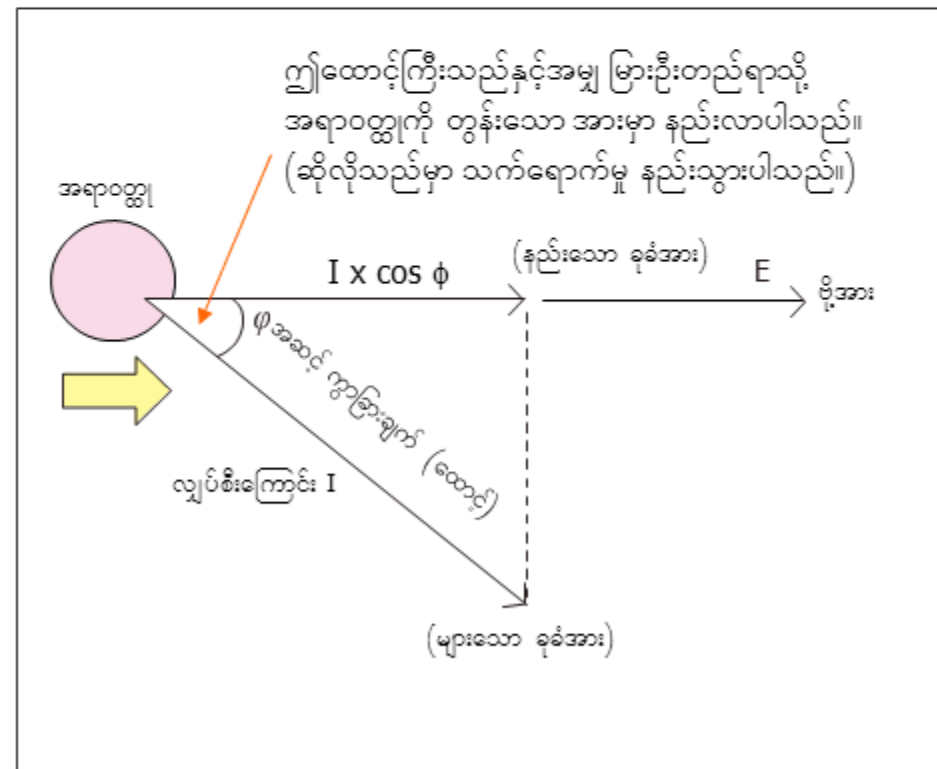 ဤထောင့်ကြီးသည်နှင့်အမျှ မြားဦးတည်ရာသို့
အရာဝတ္ထုကို တွန်းသော အားမှာ နည်းလာပါသည်။
(ဆိုလိုသည်မှာ သက်ရောက်မှု နည်းသွားပါသည်။)
အရာဝတ္ထု
(နည်းသော ခုခံအား)
I x cos ϕ
E
ဗို့အား
φအဆင့် ကွာခြားချက် (ထောင့်)
လျှပ်စီးကြောင်း I
(များသော ခုခံအား)